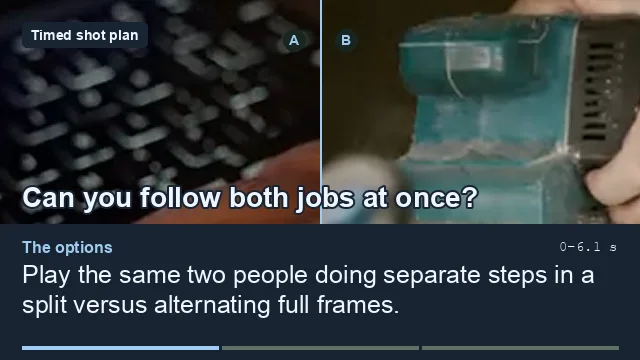 Timed shot plan
A
B
Can you follow both jobs at once?
The options
0–6.1 s
Play the same two people doing separate steps in a
split versus alternating full frames.